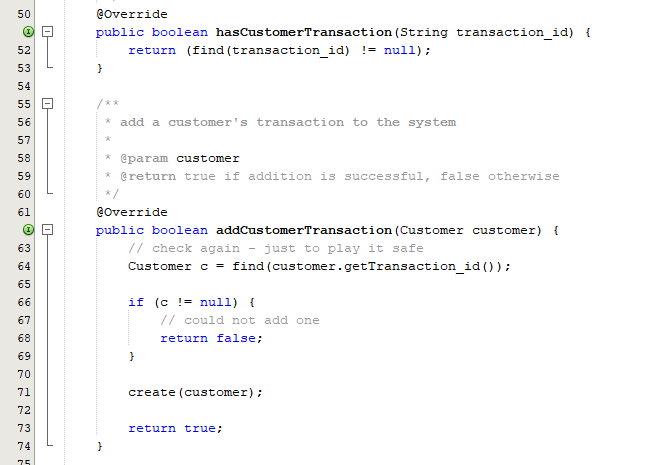 50 @Override
public boolean hasCustomerTransaction(String transaction_id) {
52 return (find(transaction_id) != null);
53 }
54
55 /**
56 * add a customer's transaction to the system
57 *
58 * @param customer
59 * @return true if addition is successful, false otherwise
60 */
61 @Override
public boolean addCustomerTransaction(Customer customer) {
63 // check again - just to play it safe
64 Customer c = find(customer.getTransaction_id());
65
66 if (c != null) {
67 // could not add one
68 return false;
69 }
70
71 create(customer);
72
73 return true;
74 }
75